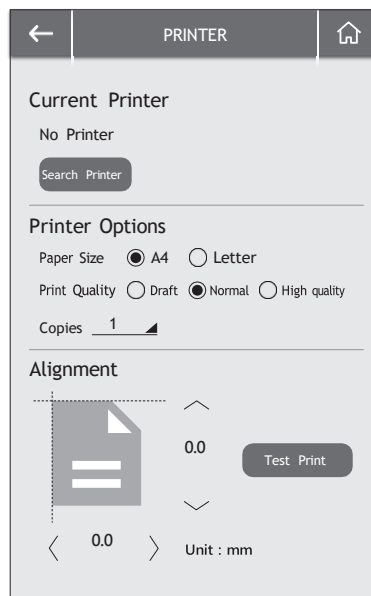 PRINTER
Current Printer
No Printer
Search Printer
Printer Options
Paper Size A4 Letter
Print Quality Draft Normal High quality
Copies 1
Alignment
0.0
Test Print
0.0
Unit : mm